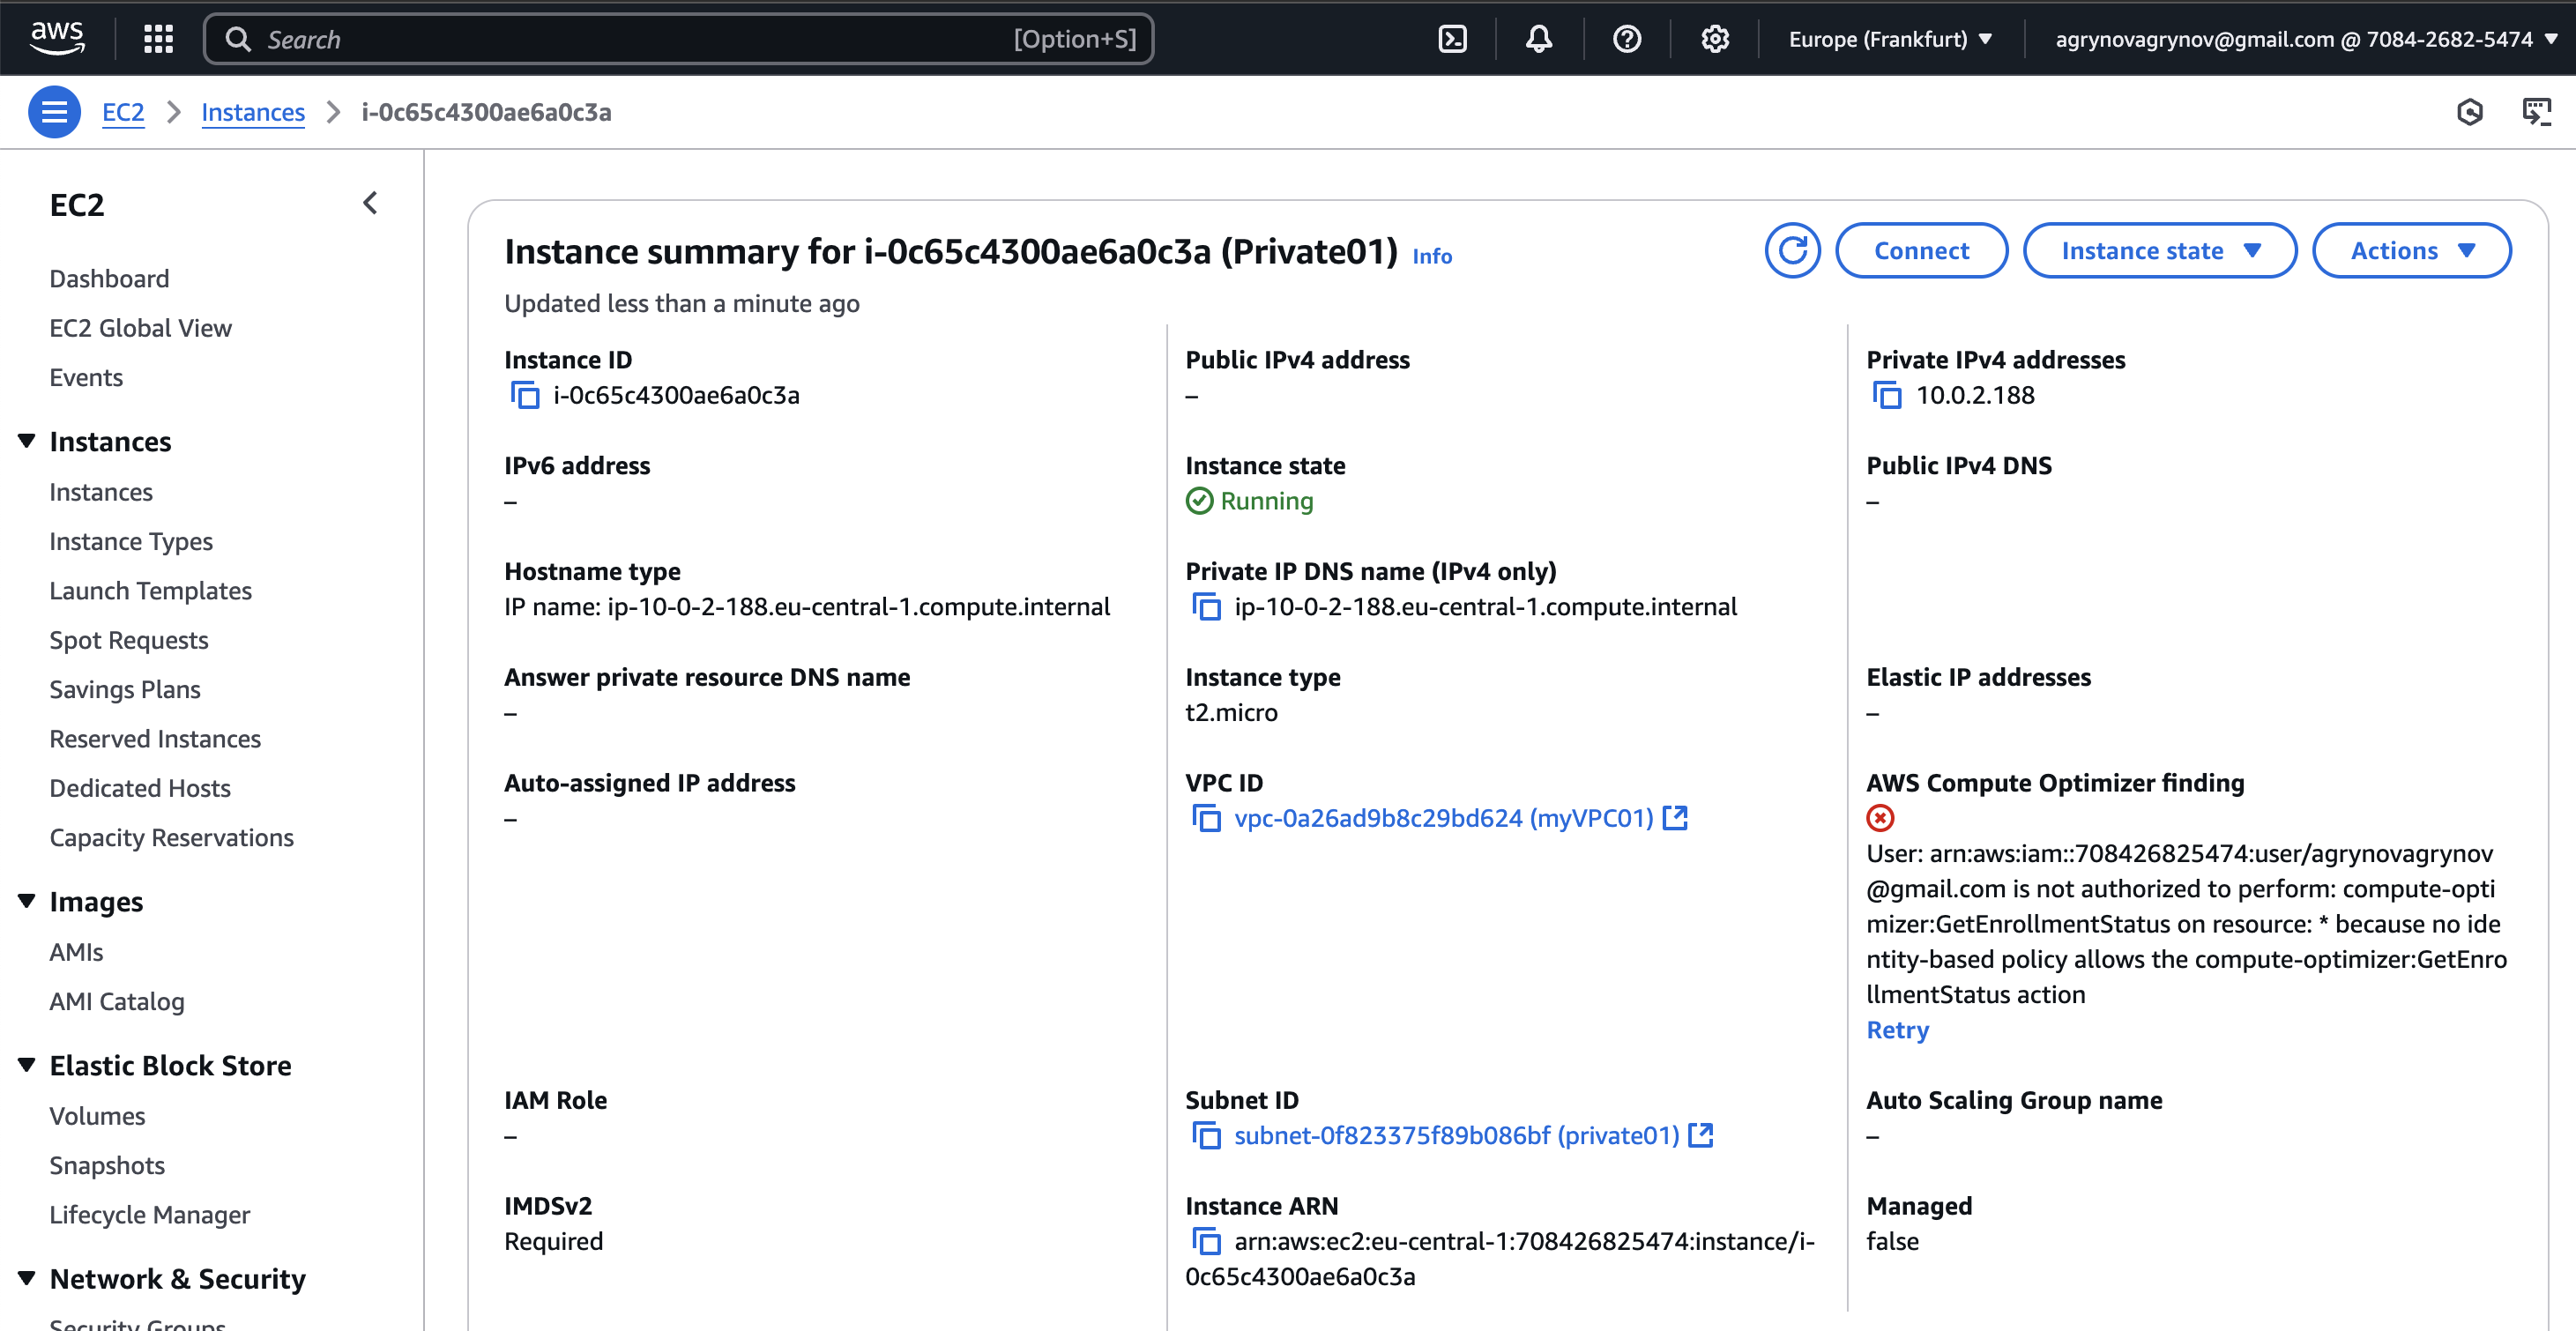 aws
Search
[Option+S]
Europe (Frankfurt)
agrynovagrynov@gmail.com @ 7084-2682-5474
EC2
Instances
i-0c65c4300ae6a0c3a
EC2
Dashboard
EC2 Global View
Events
Instances
Instances
Instance Types
Launch Templates
Spot Requests
Savings Plans
Reserved Instances
Dedicated Hosts
Capacity Reservations
Images
AMIs
AMI Catalog
Elastic Block Store
Volumes
Snapshots
Lifecycle Manager
Network & Security
Security Groups
Instance summary for i-0c65c4300ae6a0c3a (Private01) Info
Updated less than a minute ago
Connect
Instance state
Actions
Instance ID
i-0c65c4300ae6a0c3a
Public IPv4 address
–
Private IPv4 addresses
10.0.2.188
IPv6 address
–
Instance state
Running
Public IPv4 DNS
–
Hostname type
IP name: ip-10-0-2-188.eu-central-1.compute.internal
Private IP DNS name (IPv4 only)
ip-10-0-2-188.eu-central-1.compute.internal
Answer private resource DNS name
–
Instance type
t2.micro
Elastic IP addresses
–
Auto-assigned IP address
–
VPC ID
vpc-0a26ad9b8c29bd624 (myVPC01)
AWS Compute Optimizer finding
User: arn:aws:iam::708426825474:user/agrynovagrynov
@gmail.com is not authorized to perform: compute-opti
mizer:GetEnrollmentStatus on resource: * because no ide
ntity-based policy allows the compute-optimizer:GetEnro
llmentStatus action
Retry
IAM Role
–
Subnet ID
subnet-0f823375f89b086bf (private01)
Auto Scaling Group name
–
IMDSv2
Required
Instance ARN
arn:aws:ec2:eu-central-1:708426825474:instance/i-
0c65c4300ae6a0c3a
Managed
false